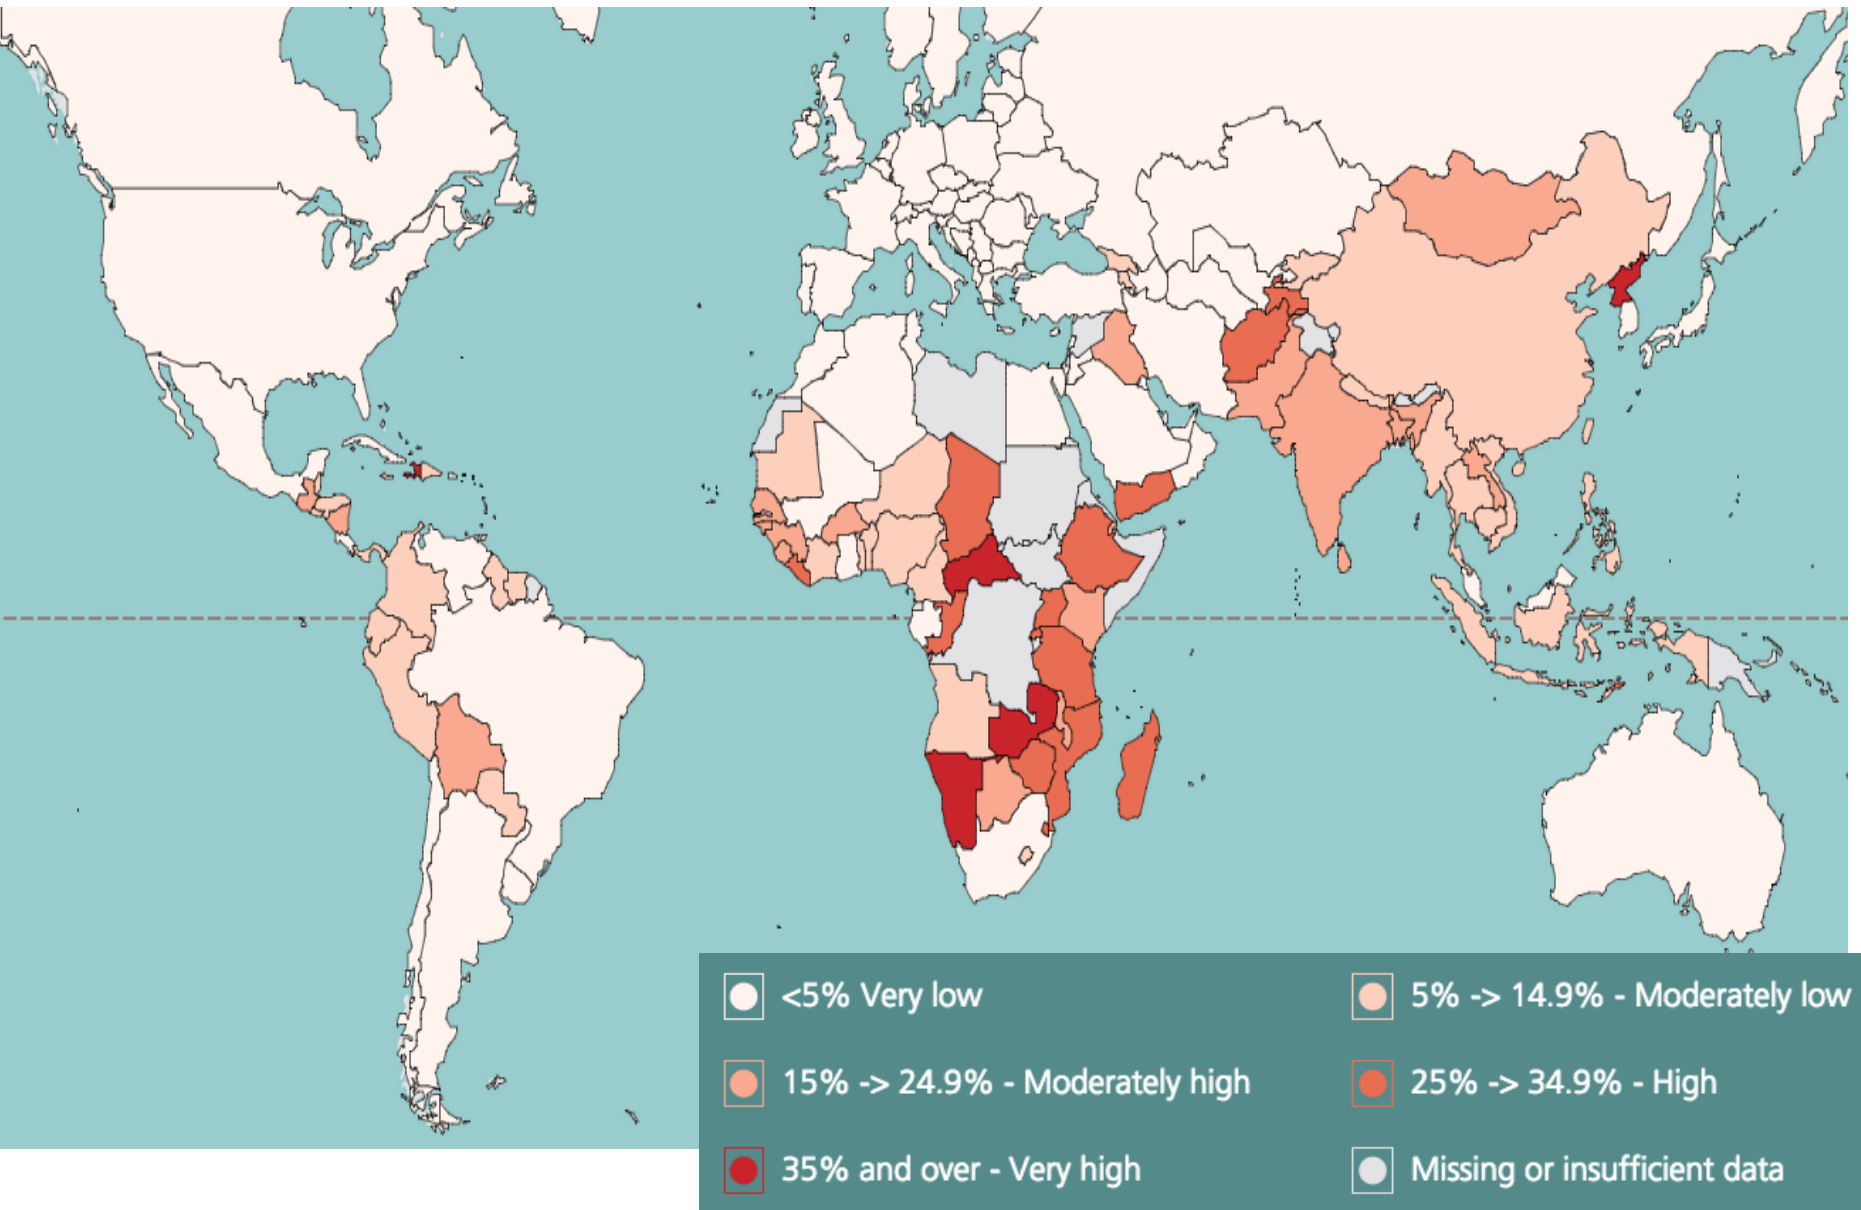 <5% Very low
5% -> 14.9% - Moderately low
15% -> 24.9% - Moderately high
25% -> 34.9% - High
35% and over - Very high
Missing or insufficient data